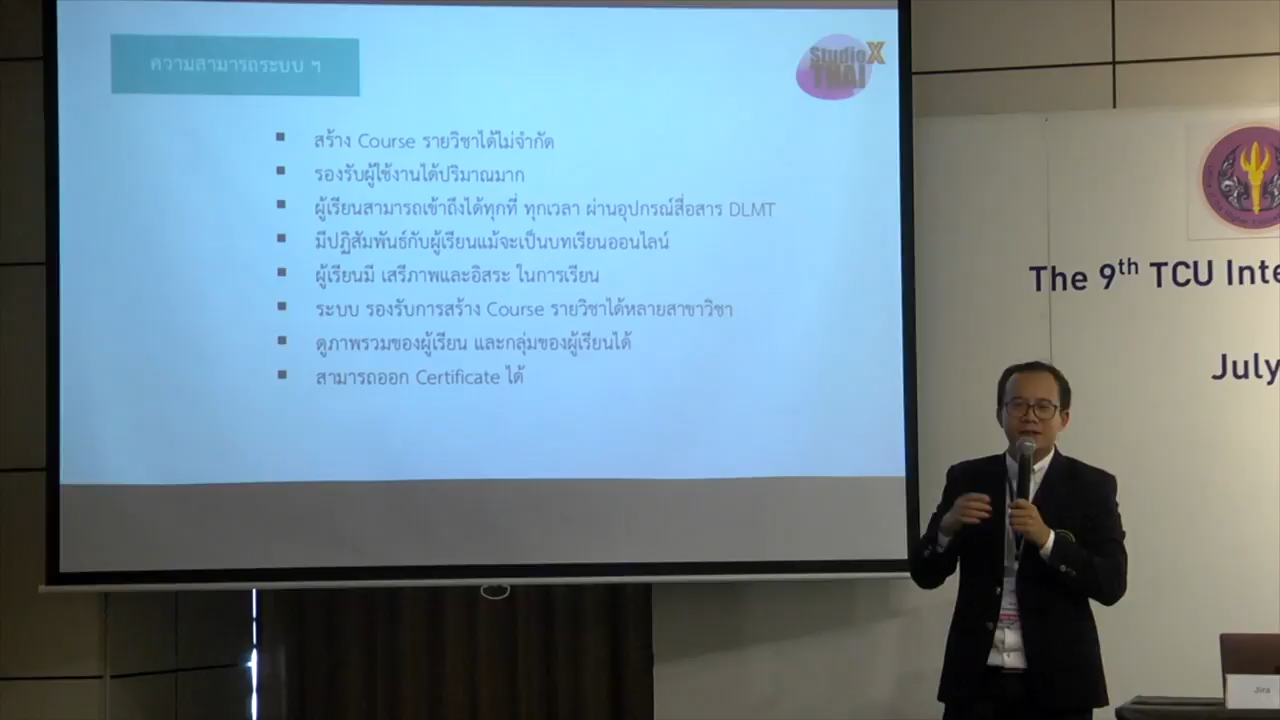 ความสามารถระบบ ฯ
StudioX
THAI
สร้าง Course รายวิชาได้ไม่จำกัด
รองรับผู้ใช้งานได้ปริมาณมาก
ผู้เรียนสามารถเข้าถึงได้ทุกที่ ทุกเวลา ผ่านอุปกรณ์สื่อสาร DLMT
มีปฏิสัมพันธ์กับผู้เรียนแม้จะเป็นบทเรียนออนไลน์
ผู้เรียนมี เสรีภาพและอิสระ ในการเรียน
ระบบ รองรับการสร้าง Course รายวิชาได้หลายสาขาวิชา
ดูภาพรวมของผู้เรียน และกลุ่มของผู้เรียนได้
สามารถออก Certificate ได้
The 9th TCU Inte
July
Jira